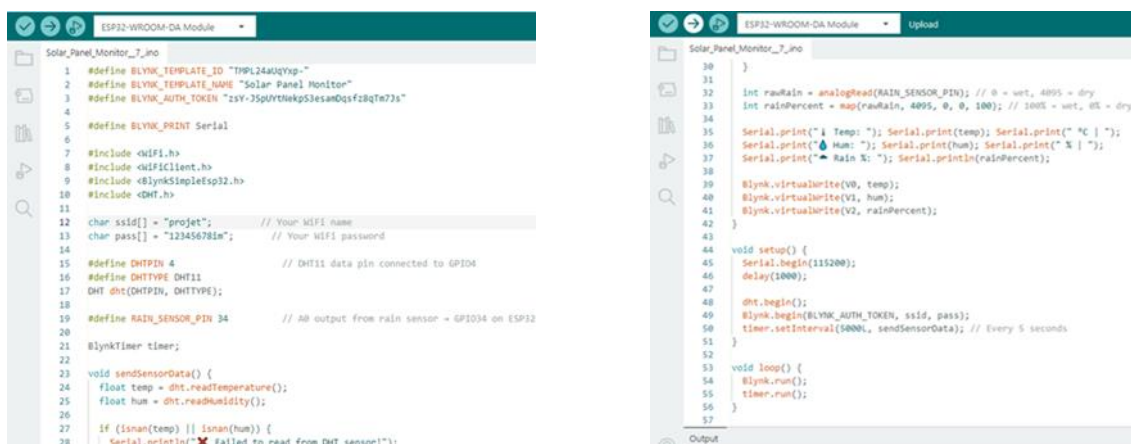 ESP32-WROOM-DA Module
Solar_Panel_Monitor__7_.ino
1 #define BLYNK_TEMPLATE_ID "TMPL24aUqYxp-"
2 #define BLYNK_TEMPLATE_NAME "Solar Panel Monitor"
3 #define BLYNK_AUTH_TOKEN "zsY-JSpUYtNekpS3esamDqsfz8qTm7Js"
4
5 #define BLYNK_PRINT Serial
6
7 #include <WiFi.h>
8 #include <WiFiClient.h>
9 #include <BlynkSimpleEsp32.h>
10 #include <DHT.h>
11
12 char ssid[] = "projet"; // Your WiFi name
13 char pass[] = "12345678im"; // Your WiFi password
14
15 #define DHTPIN 4 // DHT11 data pin connected to GPIO4
16 #define DHTTYPE DHT11
17 DHT dht(DHTPIN, DHTTYPE);
18
19 #define RAIN_SENSOR_PIN 34 // A0 output from rain sensor → GPIO34 on ESP32
20
21 BlynkTimer timer;
22
23 void sendSensorData() {
24 float temp = dht.readTemperature();
25 float hum = dht.readHumidity();
26
27 if (isnan(temp) || isnan(hum)) {
28 Serial.println("❌ Failed to read from DHT sensor!");
ESP32-WROOM-DA Module
Upload
Solar_Panel_Monitor__7_.ino
30 }
31
32 int rawRain = analogRead(RAIN_SENSOR_PIN); // 0 = wet, 4095 = dry
33 int rainPercent = map(rawRain, 4095, 0, 0, 100); // 100% = wet, 0% = dry
34
35 Serial.print("🌡 Temp: "); Serial.print(temp); Serial.print(" °C | ");
36 Serial.print("💧 Hum: "); Serial.print(hum); Serial.print(" % | ");
37 Serial.print("🌧 Rain %: "); Serial.println(rainPercent);
38
39 Blynk.virtualWrite(V0, temp);
40 Blynk.virtualWrite(V1, hum);
41 Blynk.virtualWrite(V2, rainPercent);
42 }
43
44 void setup() {
45 Serial.begin(115200);
46 delay(1000);
47
48 dht.begin();
49 Blynk.begin(BLYNK_AUTH_TOKEN, ssid, pass);
50 timer.setInterval(5000L, sendSensorData); // Every 5 seconds
51 }
52
53 void loop() {
54 Blynk.run();
55 timer.run();
56 }
57
Output